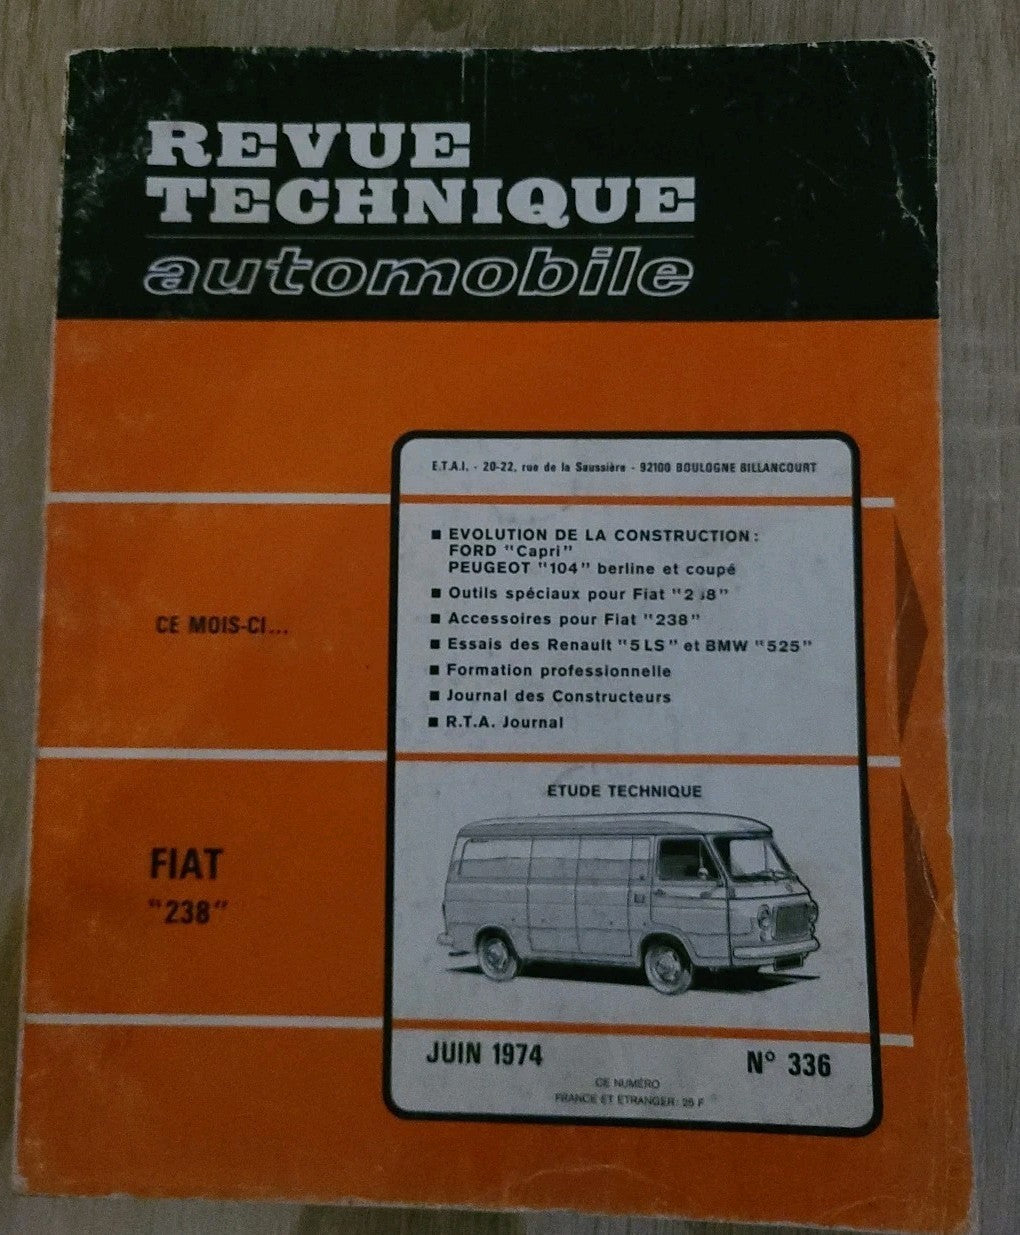 REVUE
TECHNIQUE
automobile
E.T.A.I. - 20-22, rue de la Saussière - 92100 BOULOGNE BILLANCOURT
CE MOIS-CI...
■ EVOLUTION DE LA CONSTRUCTION :
FORD "Capri"
PEUGEOT "104" berline et coupé
■ Outils spéciaux pour Fiat
■ Accessoires pour Fiat "238"
■ Essais des Renault "5 LS" et BMW "525"
■ Formation professionnelle
■ Journal des Constructeurs
■ R.T.A. Journal
FIAT
"238"
ETUDE TECHNIQUE
JUIN 1974
N° 336
CE NUMÉRO
FRANCE ET ETRANGER: 25 F